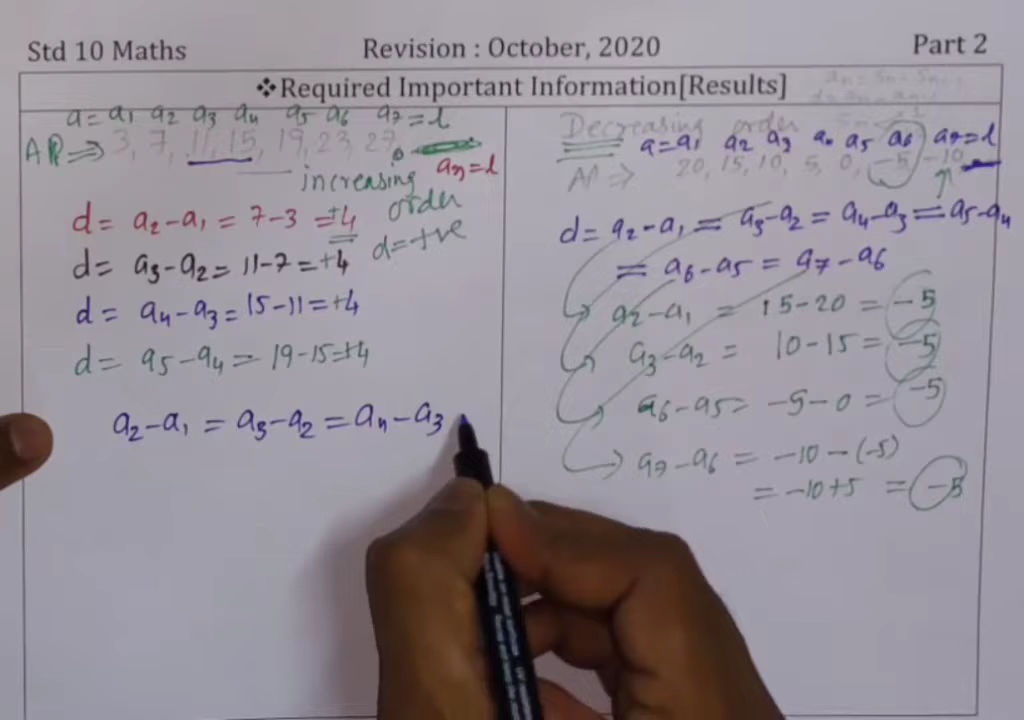 Std 10 Maths Revision : October, 2020 Part 2
❖Required Important Information[Results]
a = a1 a2 a3 a4 a5 a6 a7 = l
AP ⇒ 3, 7, 11, 15, 19, 23, 27
an = l
increasing order
d = +ve
d = a2 - a1 = 7 - 3 = +4
d = a3 - a2 = 11 - 7 = +4
d = a4 - a3 = 15 - 11 = +4
d = a5 - a4 = 19 - 15 = +4
a2 - a1 = a3 - a2 = a4 - a3
Decreasing order
a = a1 a2 a3 a4 a5 a6 a7 = l
AP ⇒ 20, 15, 10, 5, 0, -5, -10
d = a2 - a1 = a3 - a2 = a4 - a3 = a5 - a4
= a6 - a5 = a7 - a6
a2 - a1 = 15 - 20 = -5
a3 - a2 = 10 - 15 = -5
a6 - a5 = -5 - 0 = -5
a7 - a6 = -10 - (-5)
= -10 + 5 = -5